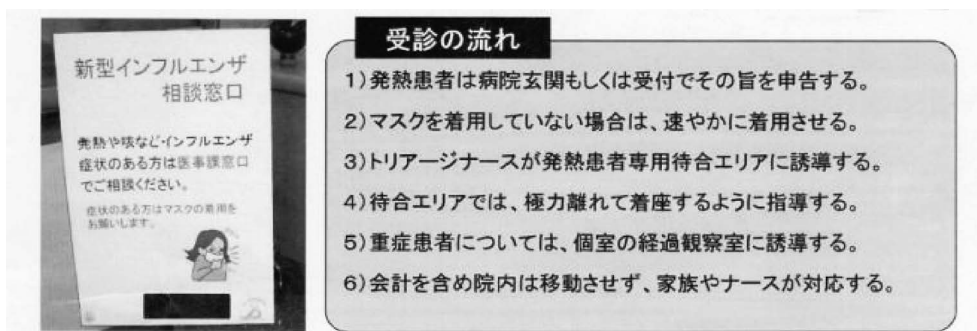 新型インフルエンザ
相談窓口
発熱や咳など・インフルエンザ
症状のある方は医事課窓口
でご相談ください。
症状のある方はマスクの着用を
お願いします。
受診の流れ
1)発熱患者は病院玄関もしくは受付でその旨を申告する。
2)マスクを着用していない場合は、速やかに着用させる。
3)トリアージナースが発熱患者専用待合エリアに誘導する。
4)待合エリアでは、極力離れて着座するように指導する。
5)重症患者については、個室の経過観察室に誘導する。
6)会計を含め院内は移動させず、家族やナースが対応する。